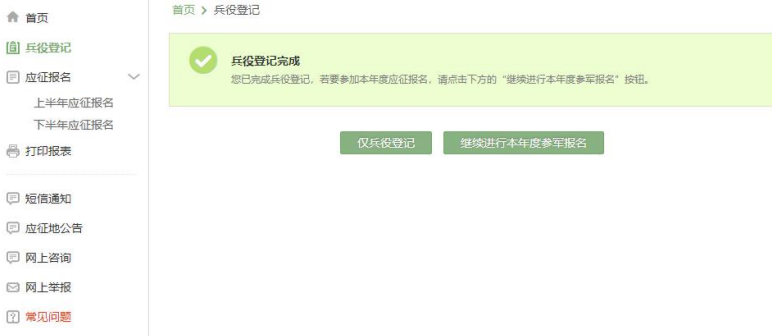 首页
兵役登记
应征报名
上半年应征报名
下半年应征报名
打印报表
短信通知
应征地公告
网上咨询
网上举报
常见问题
首页 > 兵役登记
兵役登记完成
您已完成兵役登记，若要参加本年度应征报名，请点击下方的“继续进行本年度参军报名”按钮。
仅兵役登记
继续进行本年度参军报名